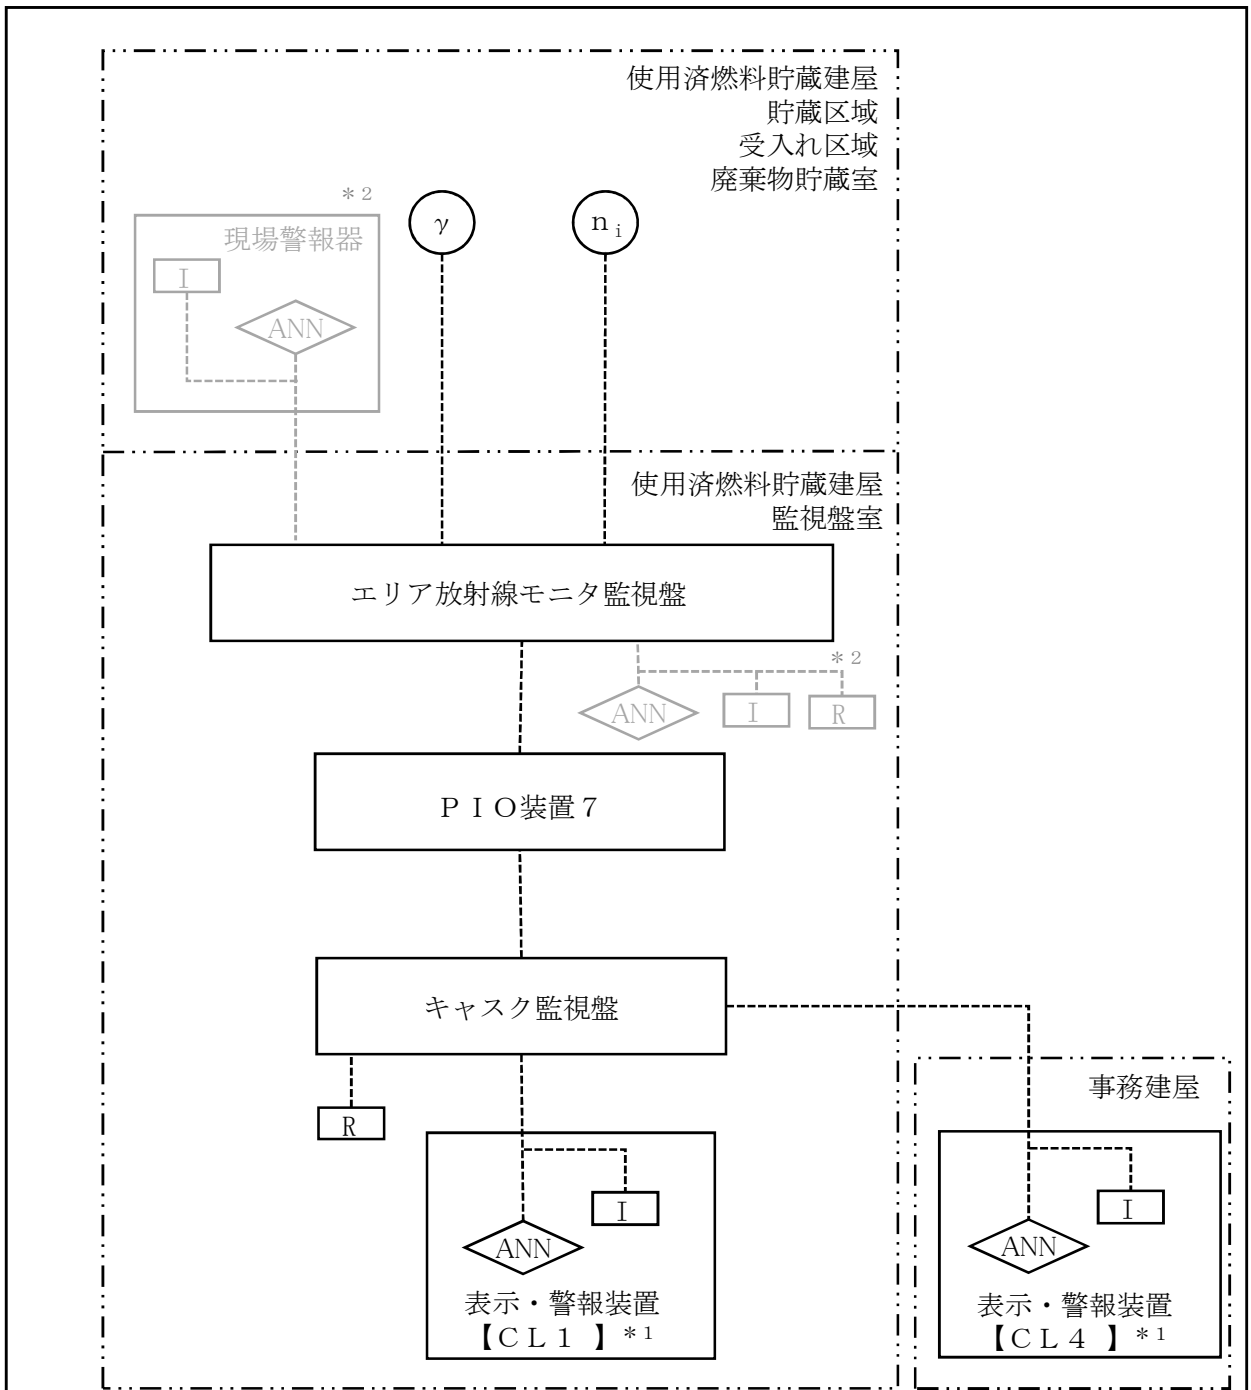 使用済燃料貯蔵建屋
貯蔵区域
受入れ区域
廃棄物貯蔵室
＊２
現場警報器
I
ANN
γ
ｎｉ
使用済燃料貯蔵建屋
監視盤室
エリア放射線モニタ監視盤
＊２
ANN
I
R
ＰＩＯ装置７
キャスク監視盤
R
I
ANN
表示・警報装置
【ＣＬ１】＊１
事務建屋
I
ANN
表示・警報装置
【ＣＬ４】＊１